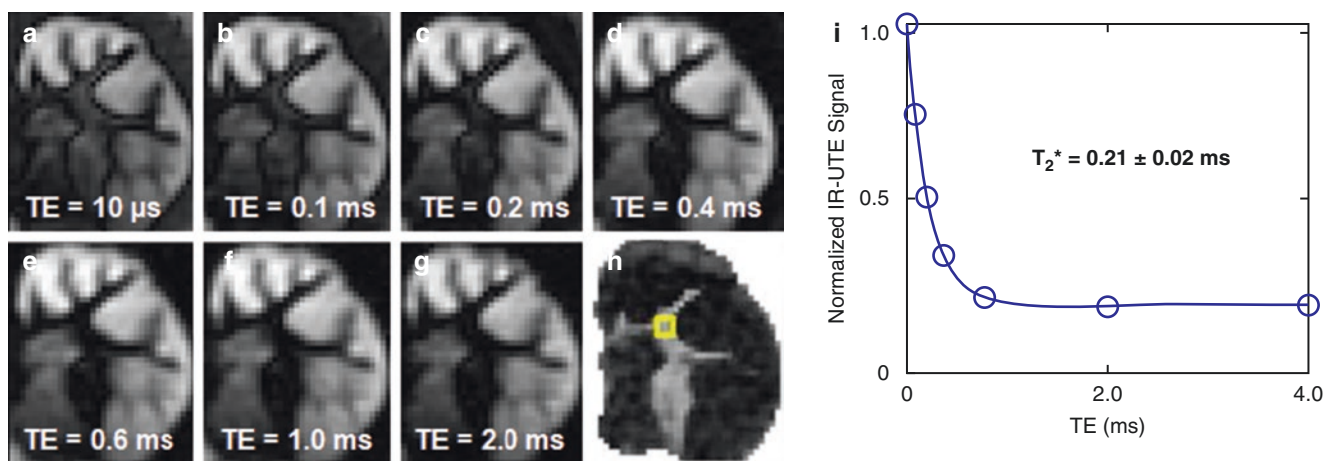 a
b
c
d
TE = 10 µs
TE = 0.1 ms
TE = 0.2 ms
TE = 0.4 ms
e
f
g
h
TE = 0.6 ms
TE = 1.0 ms
TE = 2.0 ms
i
Normalized IR-UTE Signal
1.0
0.5
0
T₂* = 0.21 ± 0.02 ms
0
2.0
4.0
TE (ms)